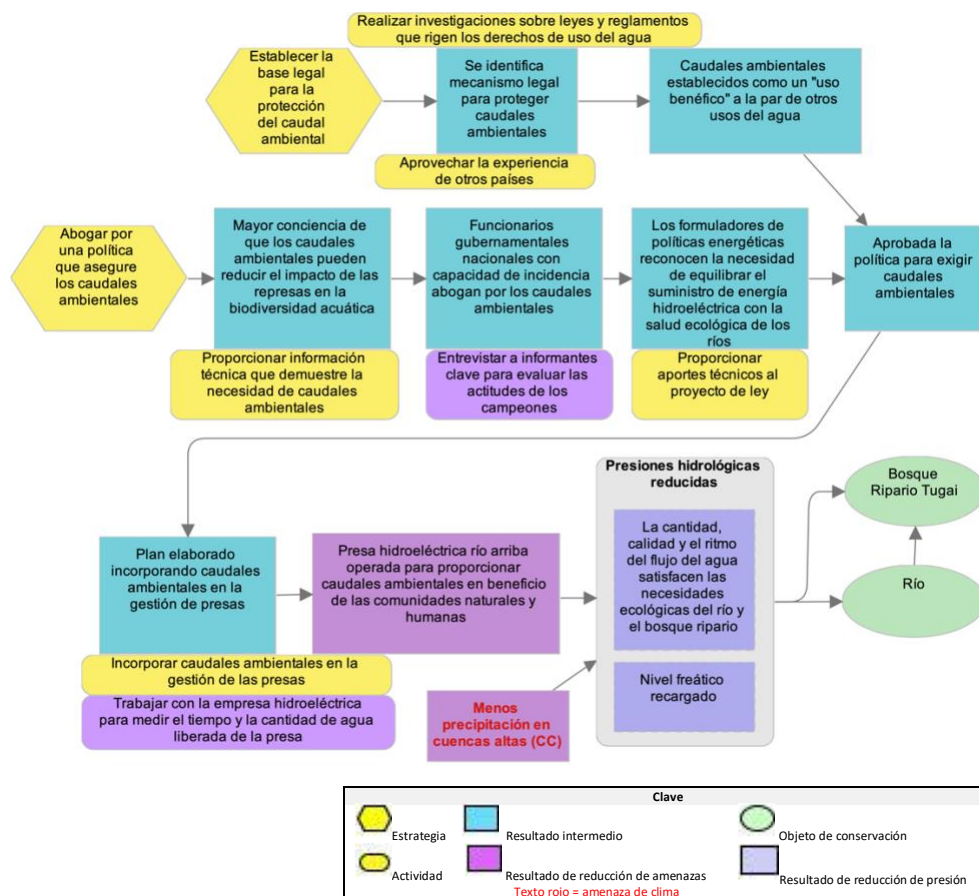 Realizar investigaciones sobre leyes y reglamentos
que rigen los derechos de uso del agua
Establecer la
base legal
para la
protección
del caudal
ambiental
Se identifica
mecanismo legal
para proteger
caudales
ambientales
Caudales ambientales
establecidos como un "uso
benéfico" a la par de otros
usos del agua
Aprovechar la experiencia
de otros países
Abogar por
una política
que asegure
los caudales
ambientales
Mayor conciencia de
que los caudales
ambientales pueden
reducir el impacto de las
represas en la
biodiversidad acuática
Funcionarios
gubernamentales
nacionales con
capacidad de incidencia
abogan por los caudales
ambientales
Los formuladores de
políticas energéticas
reconocen la necesidad
de equilibrar el
suministro de energía
hidroeléctrica con la
salud ecológica de los
ríos
Aprobada la
política para exigir
caudales
ambientales
Proporcionar información
técnica que demuestre la
necesidad de caudales
ambientales
Entrevistar a informantes
clave para evaluar las
actitudes de los
campeones
Proporcionar
aportes técnicos al
proyecto de ley
Plan elaborado
incorporando caudales
ambientales en la
gestión de presas
Presa hidroeléctrica río arriba
operada para proporcionar
caudales ambientales en beneficio
de las comunidades naturales y
humanas
Presiones hidrológicas
reducidas
La cantidad,
calidad y el ritmo
del flujo del agua
satisfacen las
necesidades
ecológicas del río y
el bosque ripario
Nivel freático
recargado
Bosque
Ripario Tugai
Río
Incorporar caudales ambientales en la
gestión de las presas
Trabajar con la empresa hidroeléctrica
para medir el tiempo y la cantidad de agua
liberada de la presa
Menos
precipitación en
cuencas altas (CC)
Clave
Estrategia
Resultado intermedio
Objeto de conservación
Actividad
Resultado de reducción de amenazas
Texto rojo = amenaza de clima
Resultado de reducción de presión